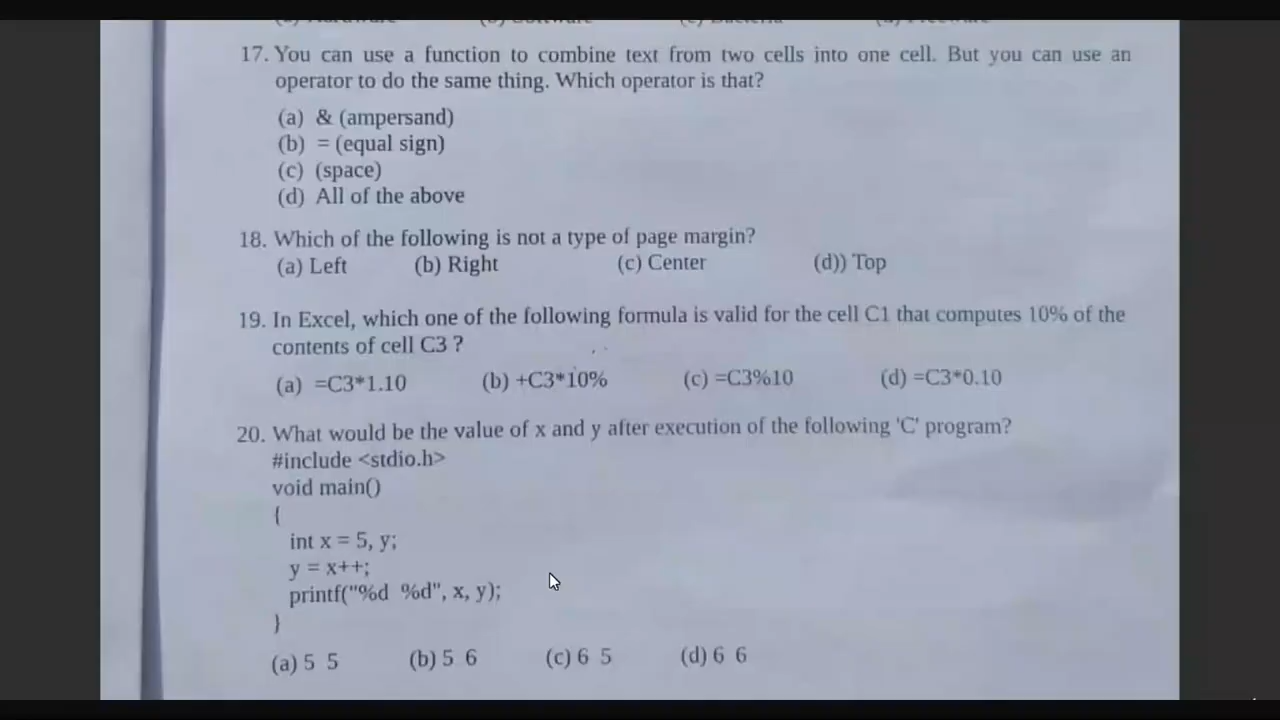 17. You can use a function to combine text from two cells into one cell. But you can use an
operator to do the same thing. Which operator is that?
(a) & (ampersand)
(b) = (equal sign)
(c) (space)
(d) All of the above
18. Which of the following is not a type of page margin?
(a) Left (b) Right (c) Center (d)) Top
19. In Excel, which one of the following formula is valid for the cell C1 that computes 10% of the
contents of cell C3 ?
(a) =C3*1.10 (b) +C3*10% (c) =C3%10 (d) =C3*0.10
20. What would be the value of x and y after execution of the following 'C' program?
#include <stdio.h>
void main()
{
int x = 5, y;
y = x++;
printf("%d %d", x, y);
}
(a) 5 5 (b) 5 6 (c) 6 5 (d) 6 6